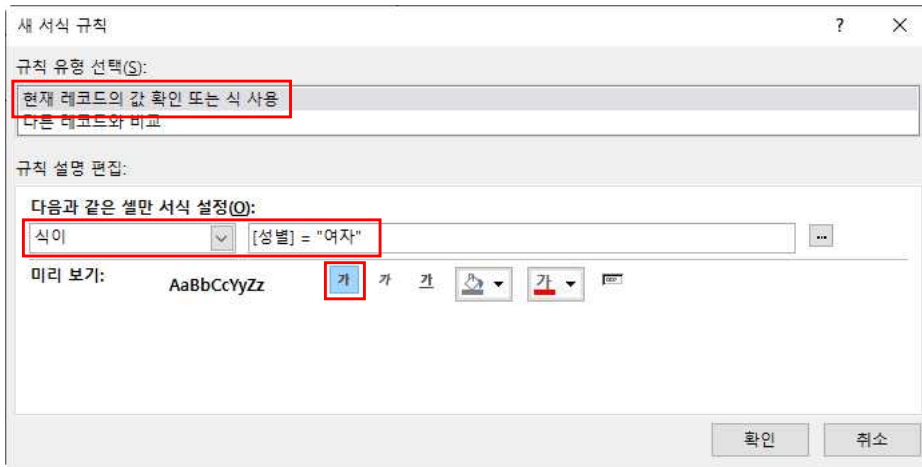 새 서식 규칙 ? ×
규칙 유형 선택(S):
현재 레코드의 값 확인 또는 식 사용
다른 레코드와 비교
규칙 설명 편집:
다음과 같은 셀만 서식 설정(O):
식이 [성별] = "여자" ...
미리 보기: AaBbCcYyZz 가 가 가 가
확인 취소